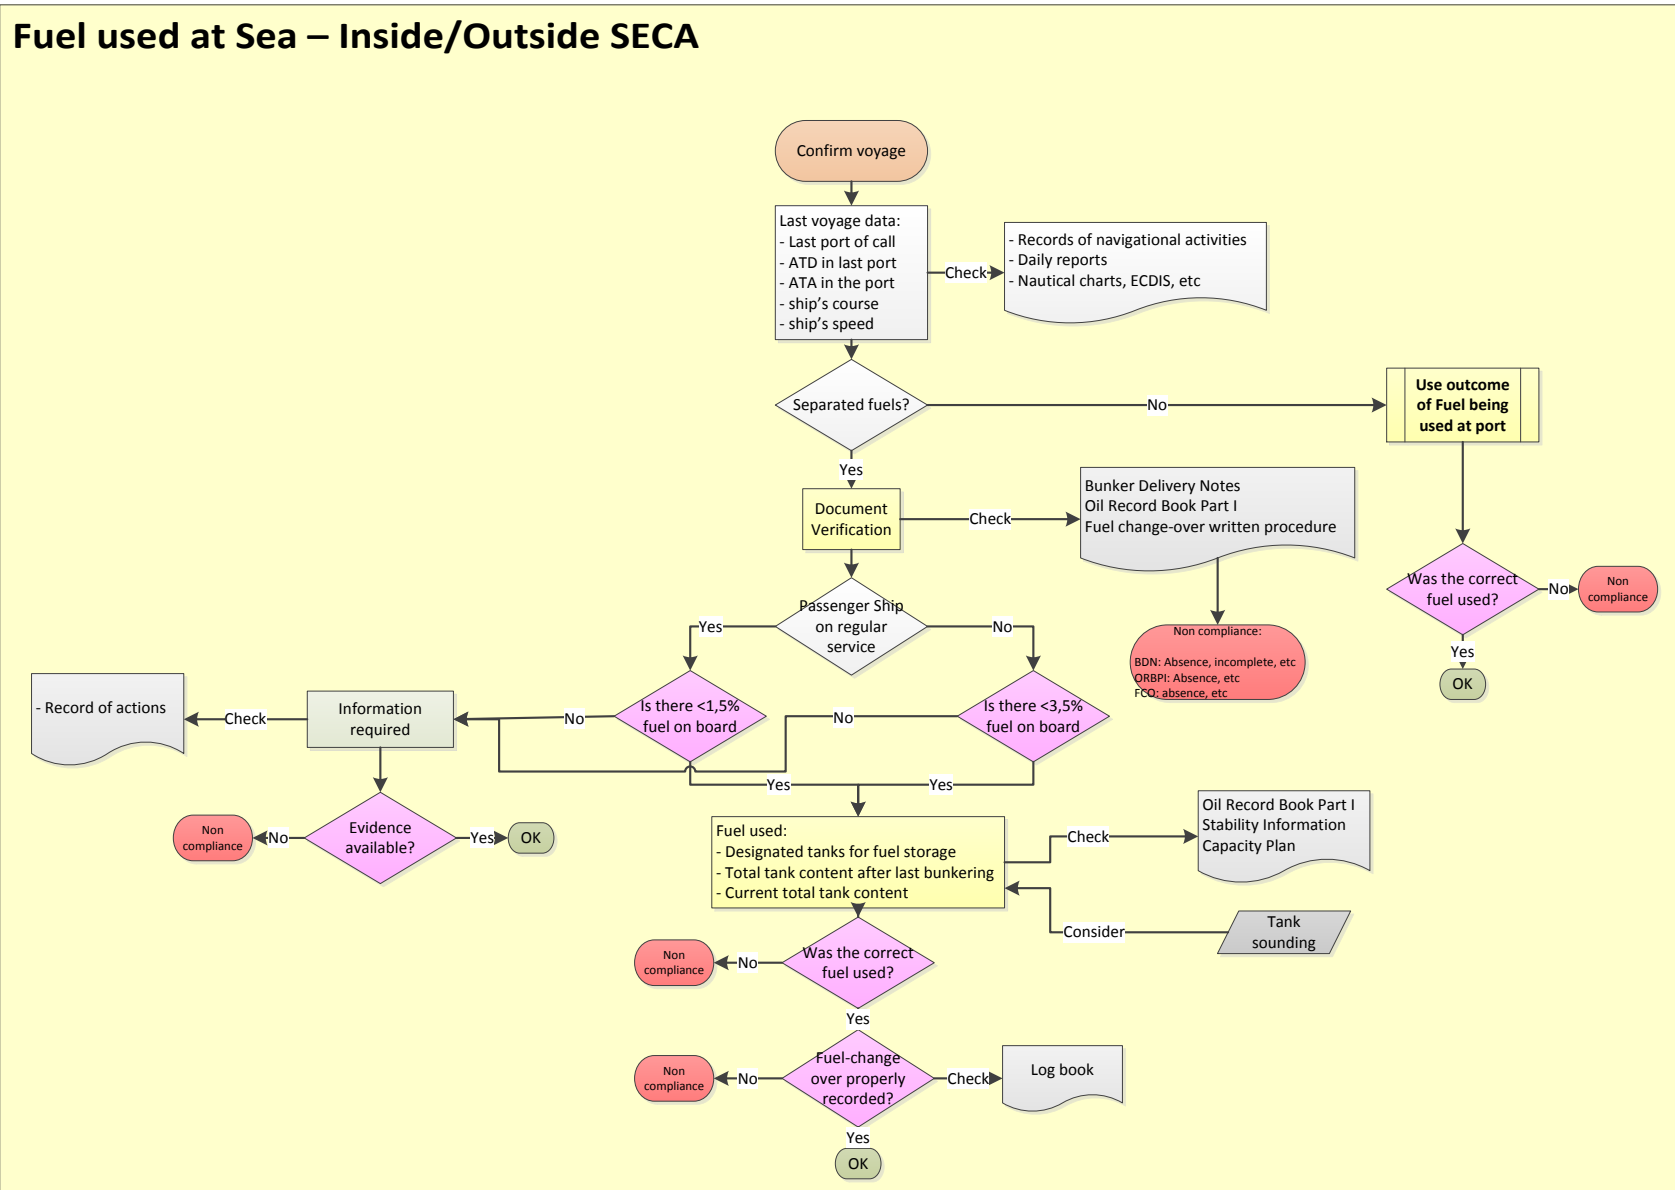 Fuel used at Sea – Inside/Outside SECA
Confirm voyage
Last voyage data:
- Last port of call
- ATD in last port
- ATA in the port
- ship’s course
- ship’s speed
Check
- Records of navigational activities
- Daily reports
- Nautical charts, ECDIS, etc
Separated fuels?
No
Use outcome
of Fuel being
used at port
Yes
Document
Verification
Check
Bunker Delivery Notes
Oil Record Book Part I
Fuel change-over written procedure
Was the correct
fuel used?
No
Non
compliance
Yes
OK
Non compliance:
BDN: Absence, incomplete, etc
ORBPI: Absence, etc
FCO: absence, etc
Passenger Ship
on regular
service
Yes
No
Is there <1,5%
fuel on board
Is there <3,5%
fuel on board
No
No
Information
required
Check
- Record of actions
Evidence
available?
No
Non
compliance
Yes
OK
Yes
Yes
Fuel used:
- Designated tanks for fuel storage
- Total tank content after last bunkering
- Current total tank content
Check
Oil Record Book Part I
Stability Information
Capacity Plan
Consider
Tank
sounding
Was the correct
fuel used?
No
Non
compliance
Yes
Fuel-change
over properly
recorded?
No
Non
compliance
Check
Log book
Yes
OK